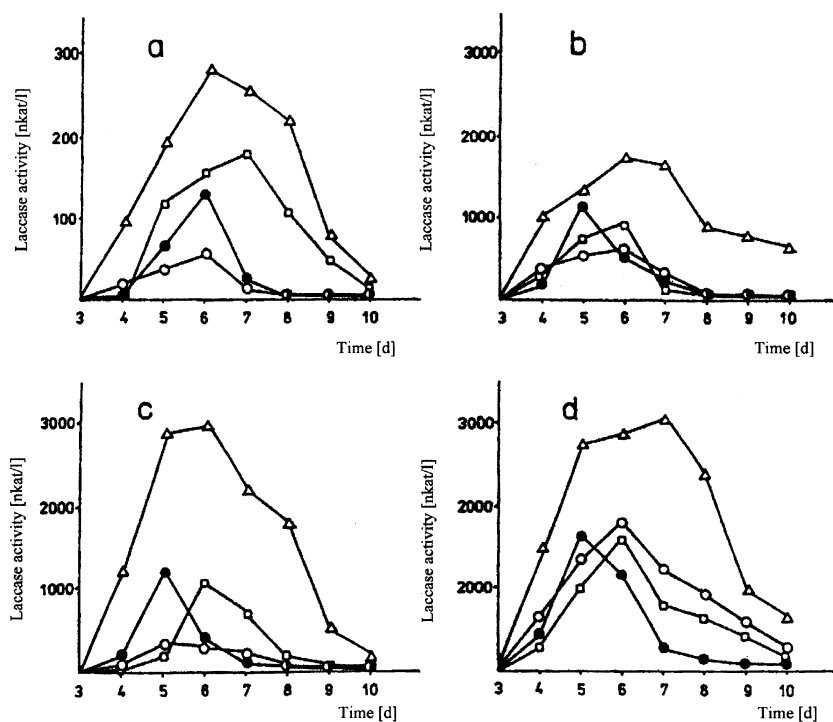 a
300
200
100
Laccase activity [nkat/l]
3 4 5 6 7 8 9 10
Time [d]
b
3000
1000
Laccase activity [nkat/l]
3 4 5 6 7 8 9 10
Time [d]
c
3000
2000
1000
Laccase activity [nkat/l]
3 4 5 6 7 8 9 10
Time [d]
d
3000
2000
Laccase activity [nkat/l]
3 4 5 6 7 8 9 10
Time [d]